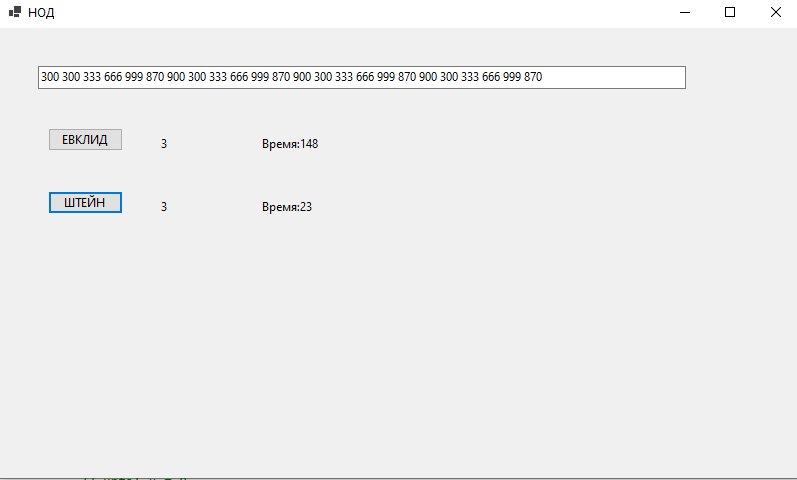 НОД
300 300 333 666 999 870 900 300 333 666 999 870 900 300 333 666 999 870 900 300 333 666 999 870
ЕВКЛИД 3 Время:148
ШТЕЙН 3 Время:23